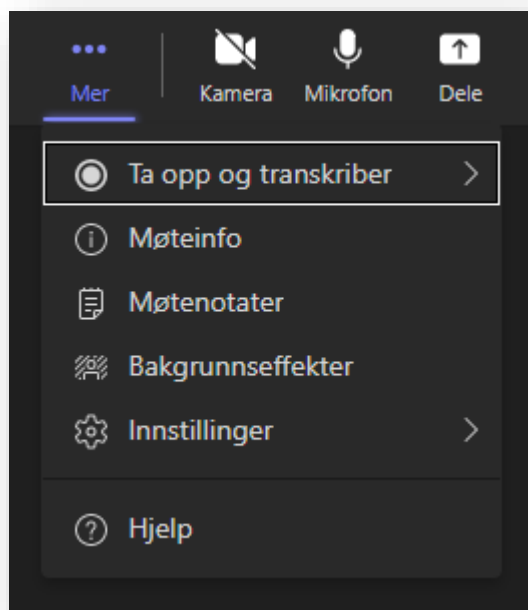 Mer
Kamera
Mikrofon
Dele
Ta opp og transkriber
Møteinfo
Møtenotater
Bakgrunnseffekter
Innstillinger
Hjelp